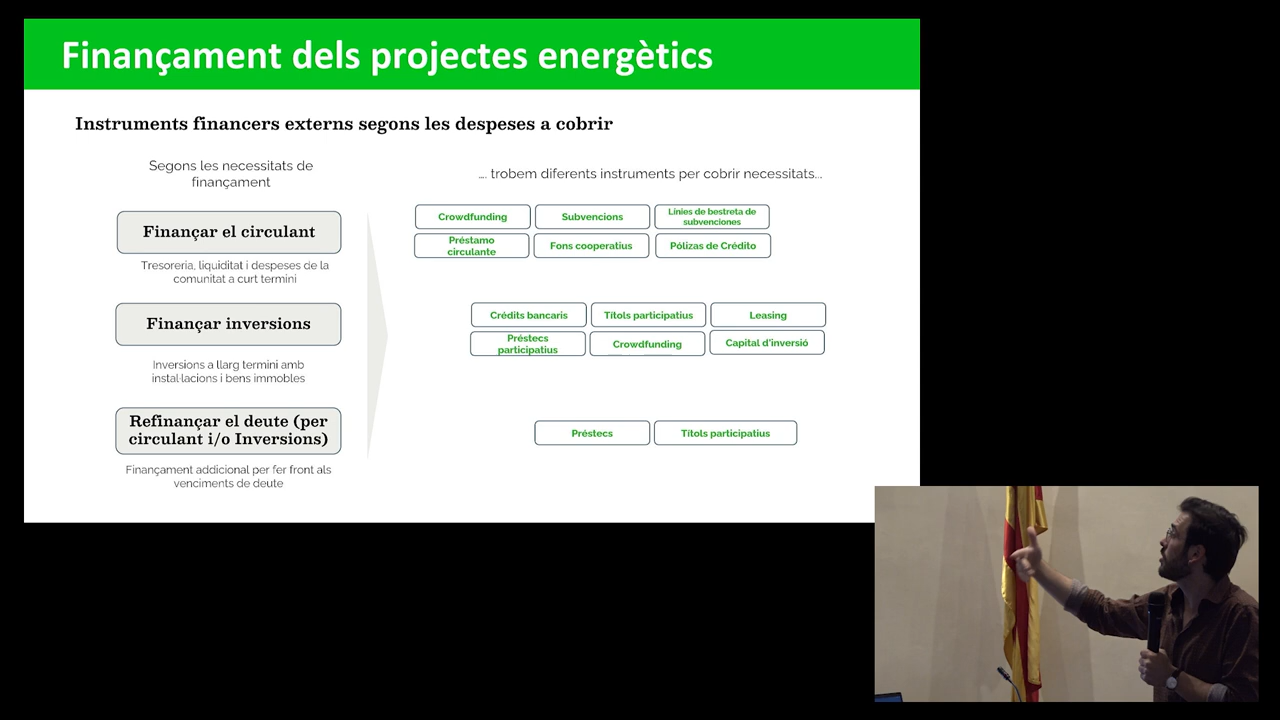 Finançament dels projectes energètics
Instruments financers externs segons les despeses a cobrir
Segons les necessitats de
finançament
.... trobem diferents instruments per cobrir necessitats...
Finançar el circulant
Tresoreria, liquiditat i despeses de la
comunitat a curt termini
Crowdfunding
Subvencions
Línies de bestreta de
subvenciones
Préstamo
circulante
Fons cooperatius
Pólizas de Crédito
Finançar inversions
Inversions a llarg termini amb
instal·lacions i bens immobles
Crédits bancaris
Títols participatius
Leasing
Préstecs
participatius
Crowdfunding
Capital d'inversió
Refinançar el deute (per
circulant i/o Inversions)
Finançament addicional per fer front als
venciments de deute
Préstecs
Títols participatius